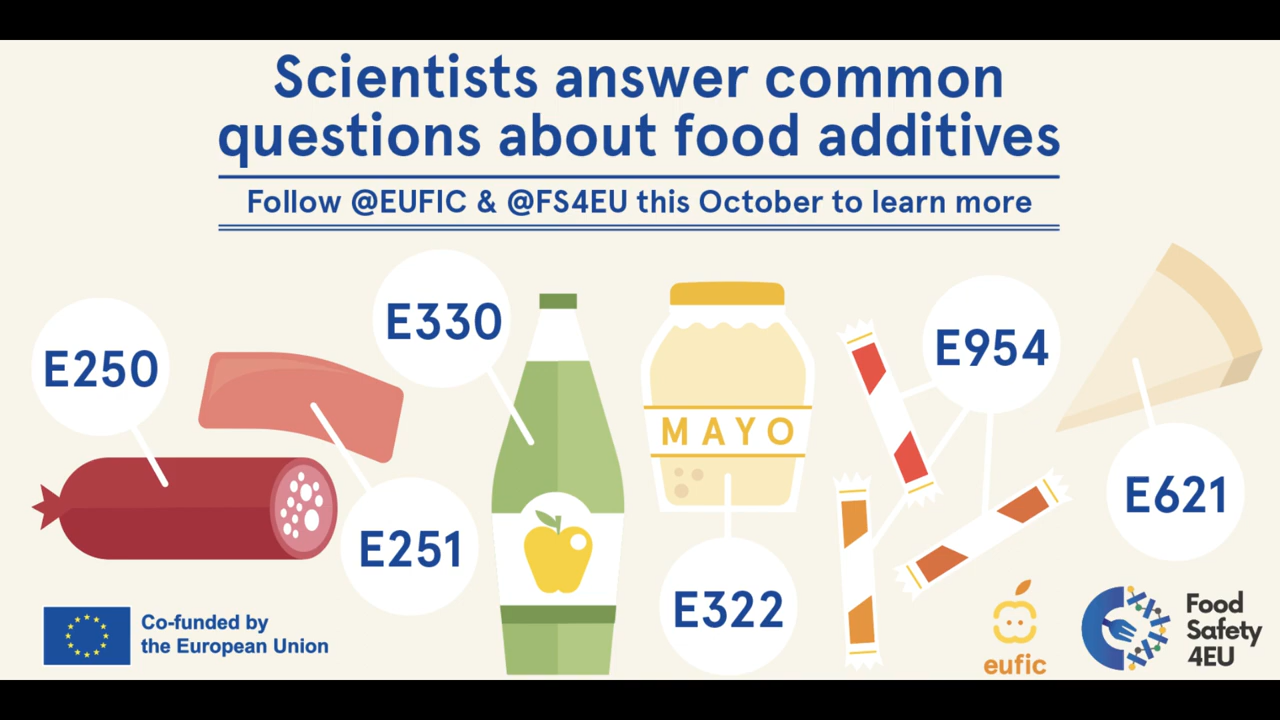 Scientists answer common
questions about food additives
Follow @EUFIC & @FS4EU this October to learn more
E250
E330
E954
E251
MAYO
E621
E322
Co-funded by
the European Union
eufic
Food
Safety
4EU